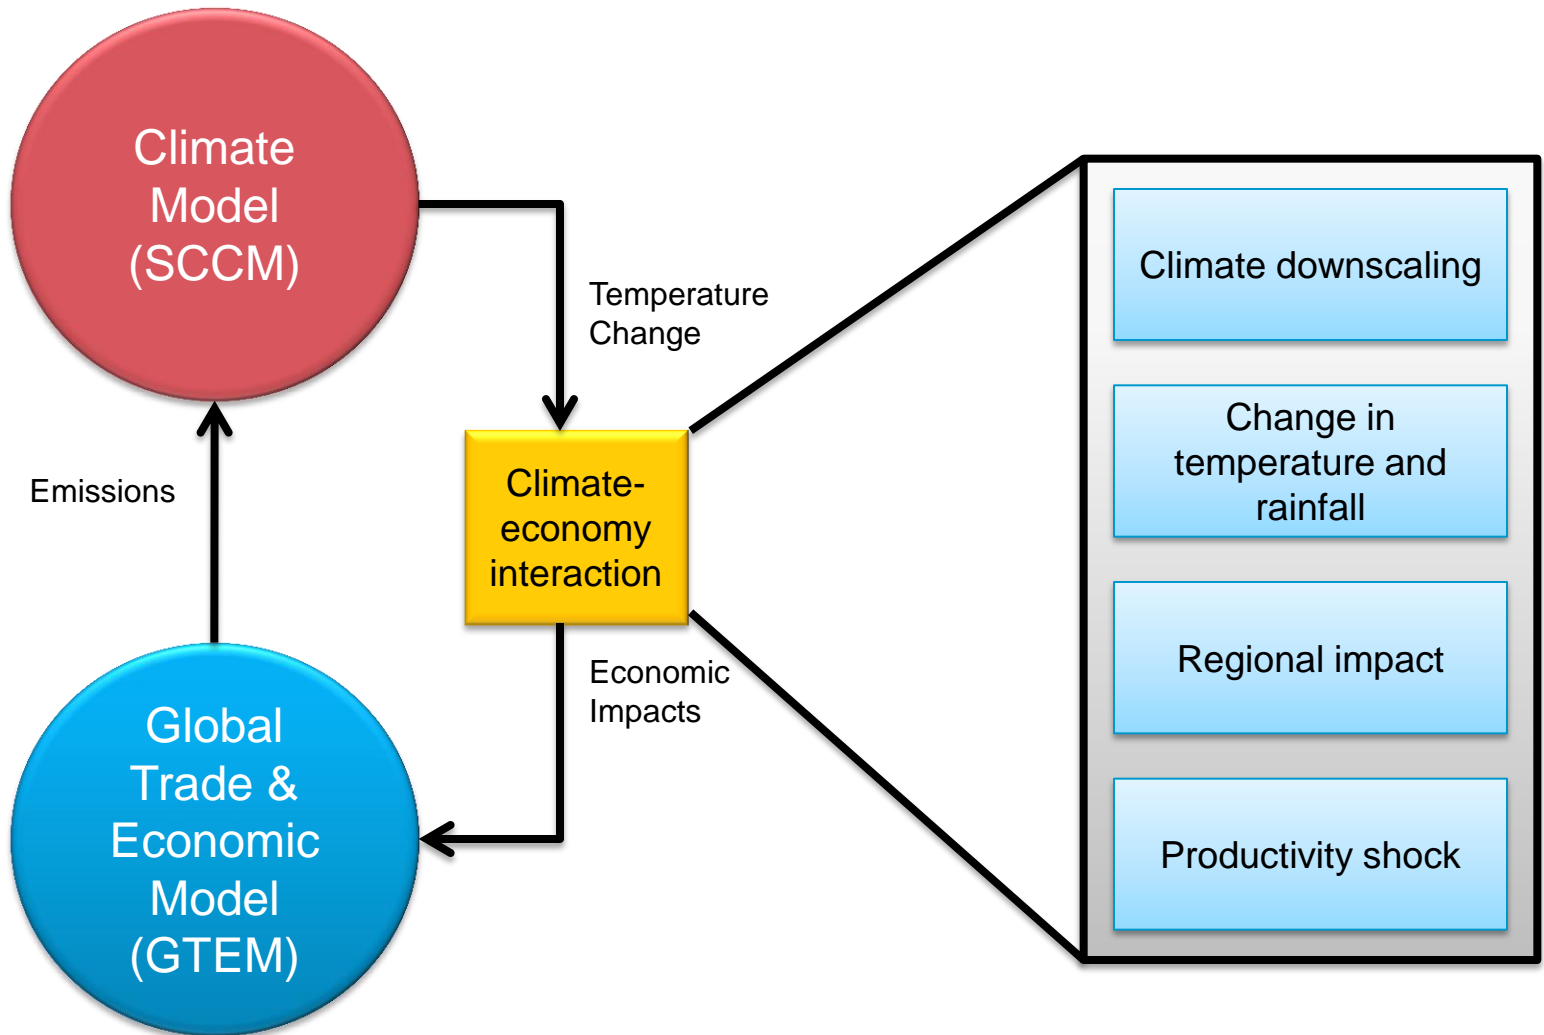 Climate
Model
(SCCM)
Temperature
Change
Emissions
Climate-
economy
interaction
Economic
Impacts
Global
Trade &
Economic
Model
(GTEM)
Climate downscaling
Change in
temperature and
rainfall
Regional impact
Productivity shock